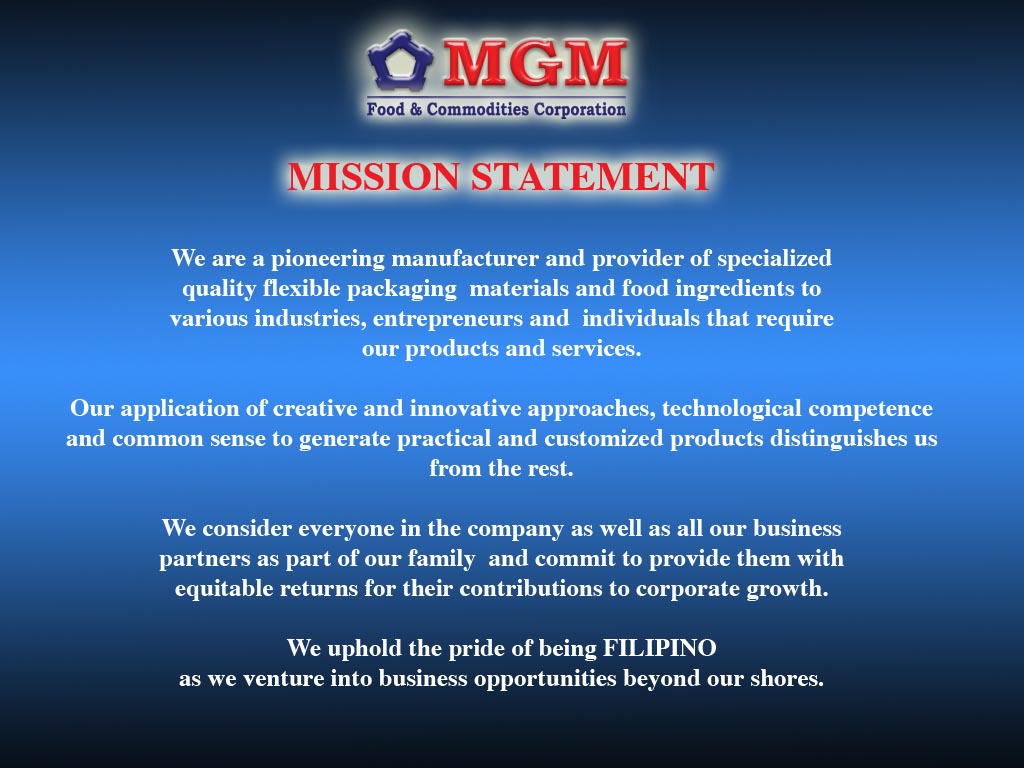 MGM
Food & Commodities Corporation
MISSION STATEMENT
We are a pioneering manufacturer and provider of specialized
quality flexible packaging  materials and food ingredients to
various industries, entrepreneurs and  individuals that require
our products and services.
Our application of creative and innovative approaches, technological competence
and common sense to generate practical and customized products distinguishes us
from the rest.
We consider everyone in the company as well as all our business
partners as part of our family  and commit to provide them with
equitable returns for their contributions to corporate growth.
We uphold the pride of being FILIPINO
as we venture into business opportunities beyond our shores.